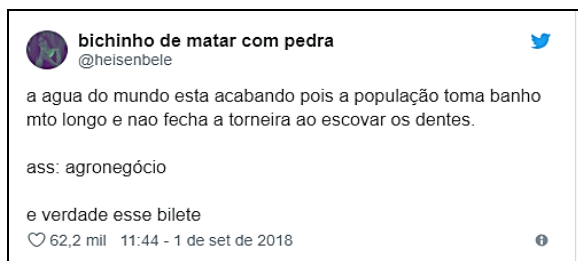 bichinho de matar com pedra
@heisenbele
a agua do mundo esta acabando pois a população toma banho
mto longo e nao fecha a torneira ao escovar os dentes.
ass: agronegócio
e verdade esse bilete
62,2 mil 11:44 - 1 de set de 2018